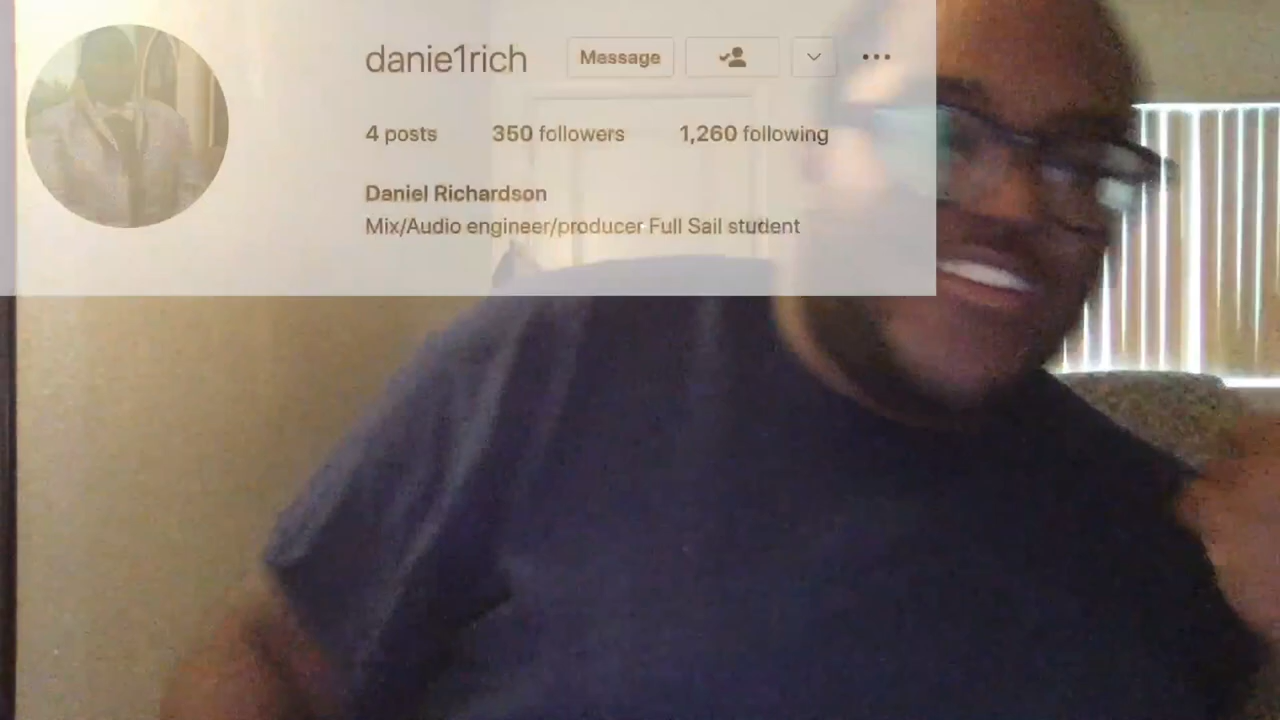 danie1rich Message
4 posts 350 followers 1,260 following
Daniel Richardson
Mix/Audio engineer/producer Full Sail student